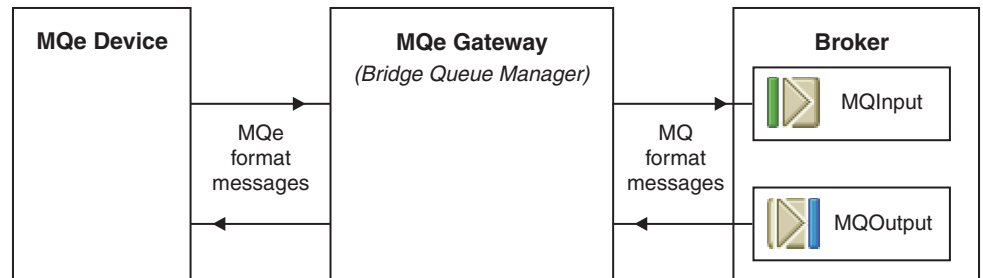 MQe Device
MQe Gateway
(Bridge Queue Manager)
Broker
MQInput
MQe
format
messages
MQ
format
messages
MQOutput